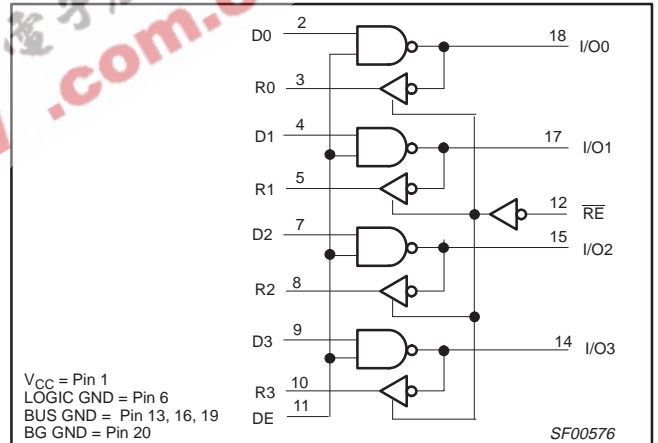 .com.c
D0 2 18 I/O0
R0 3
D1 4 17 I/O1
R1 5
12 RE
D2 7 15 I/O2
R2 8
D3 9 14 I/O3
R3 10
DE 11
VCC = Pin 1
LOGIC GND = Pin 6
BUS GND = Pin 13, 16, 19
BG GND = Pin 20
SF00576